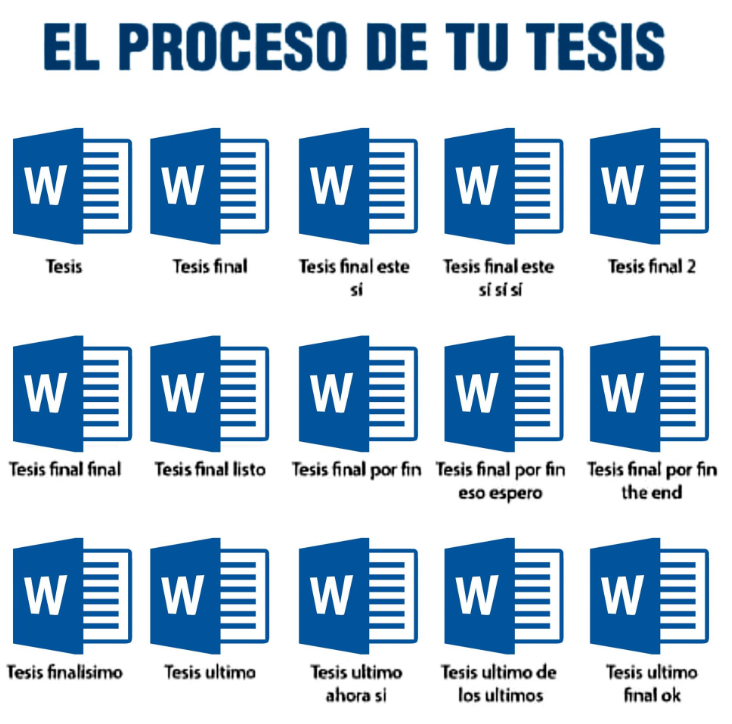 EL PROCESO DE TU TESIS
W W W W W
Tesis
Tesis final
Tesis final este
sí
Tesis final este
sí sí sí
Tesis final 2
W W W W W
Tesis final final
Tesis final listo
Tesis final por fin
Tesis final por fin
eso espero
Tesis final por fin
the end
W W W W W
Tesis finalisimo
Tesis ultimo
Tesis ultimo
ahora si
Tesis ultimo de
los ultimos
Tesis ultimo
final ok